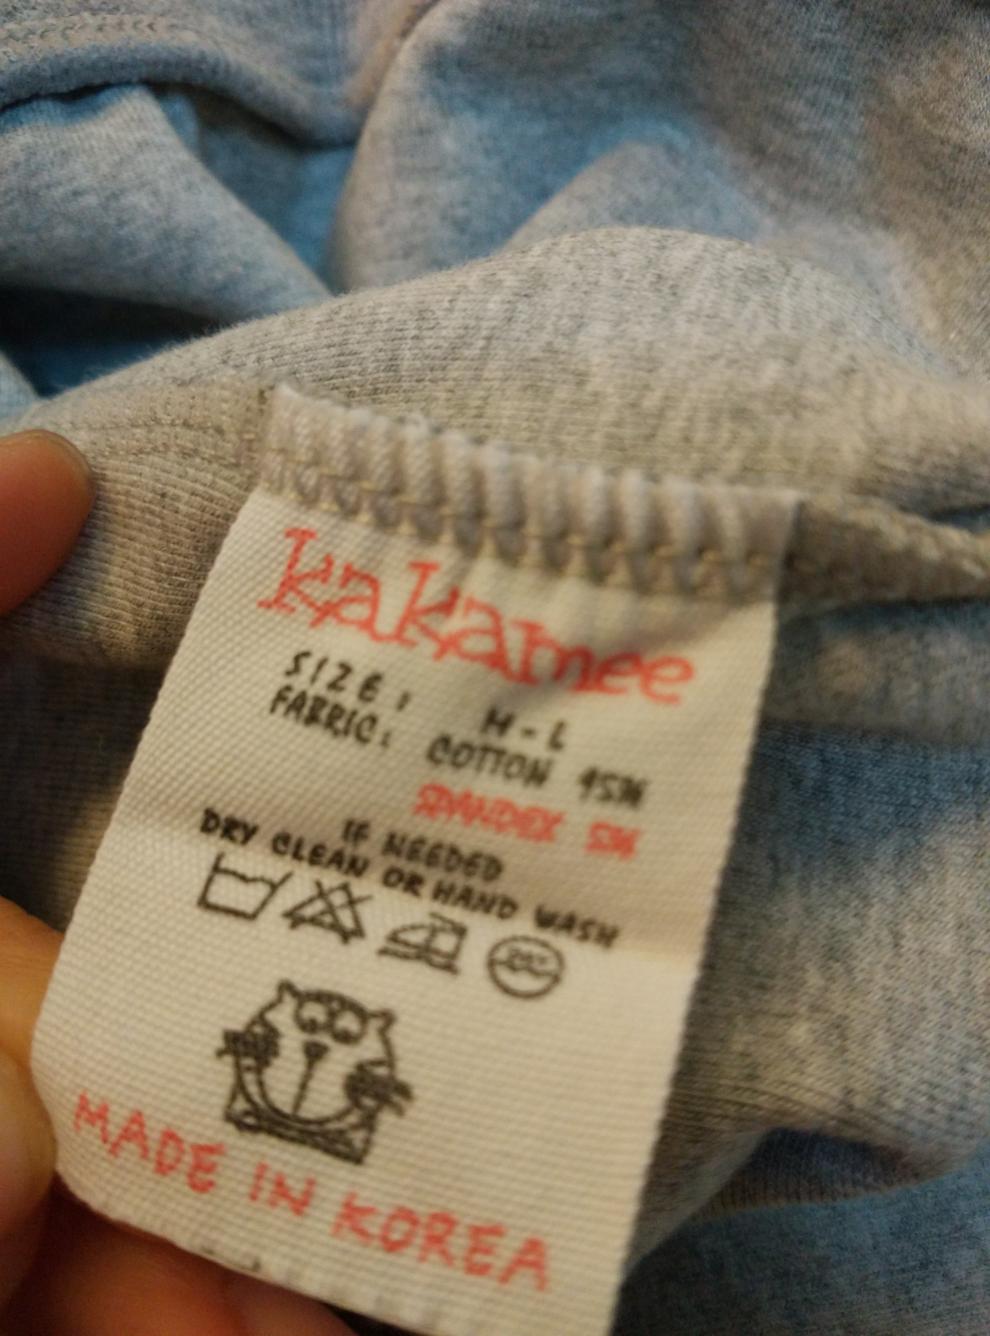 kakamee
SIZE: M-L
FABRIC: COTTON 95%
SPANDEX 5%
IF NEEDED
DRY CLEAN OR HAND WASH
MADE IN KOREA